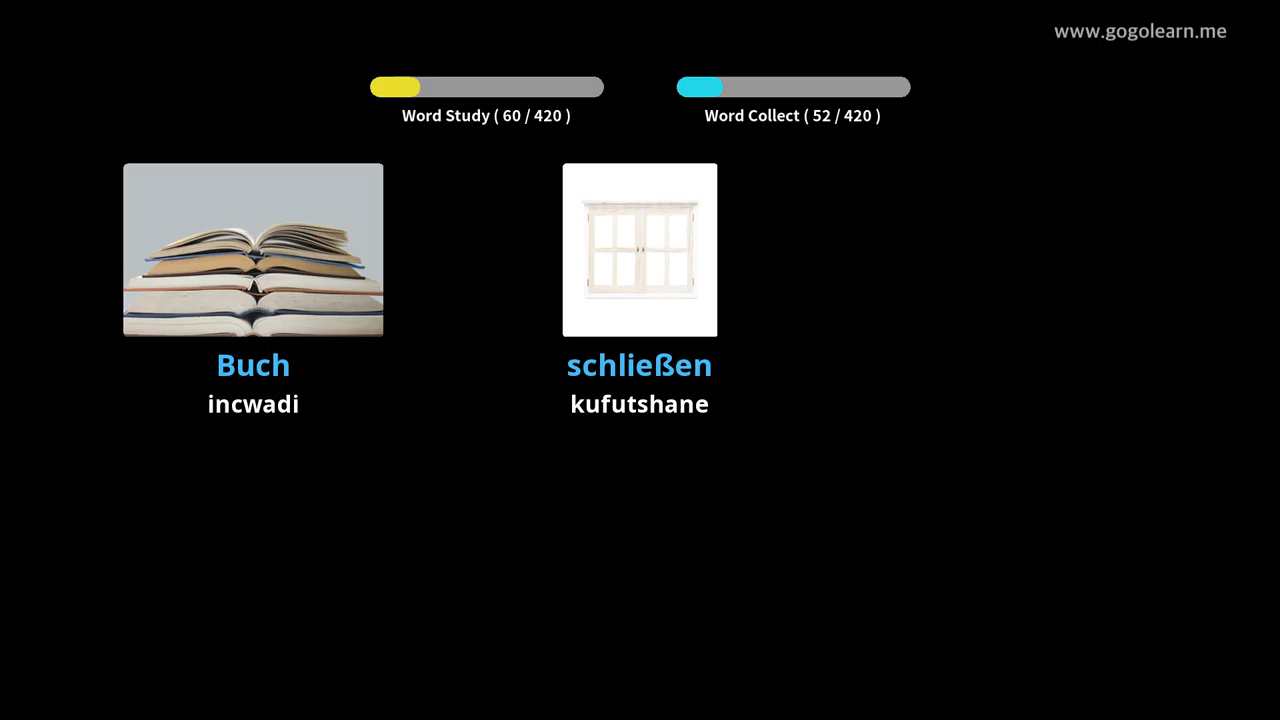 www.gogolearn.me
Word Study ( 60 / 420 )
Word Collect ( 52 / 420 )
Buch
incwadi
schließen
kufutshane